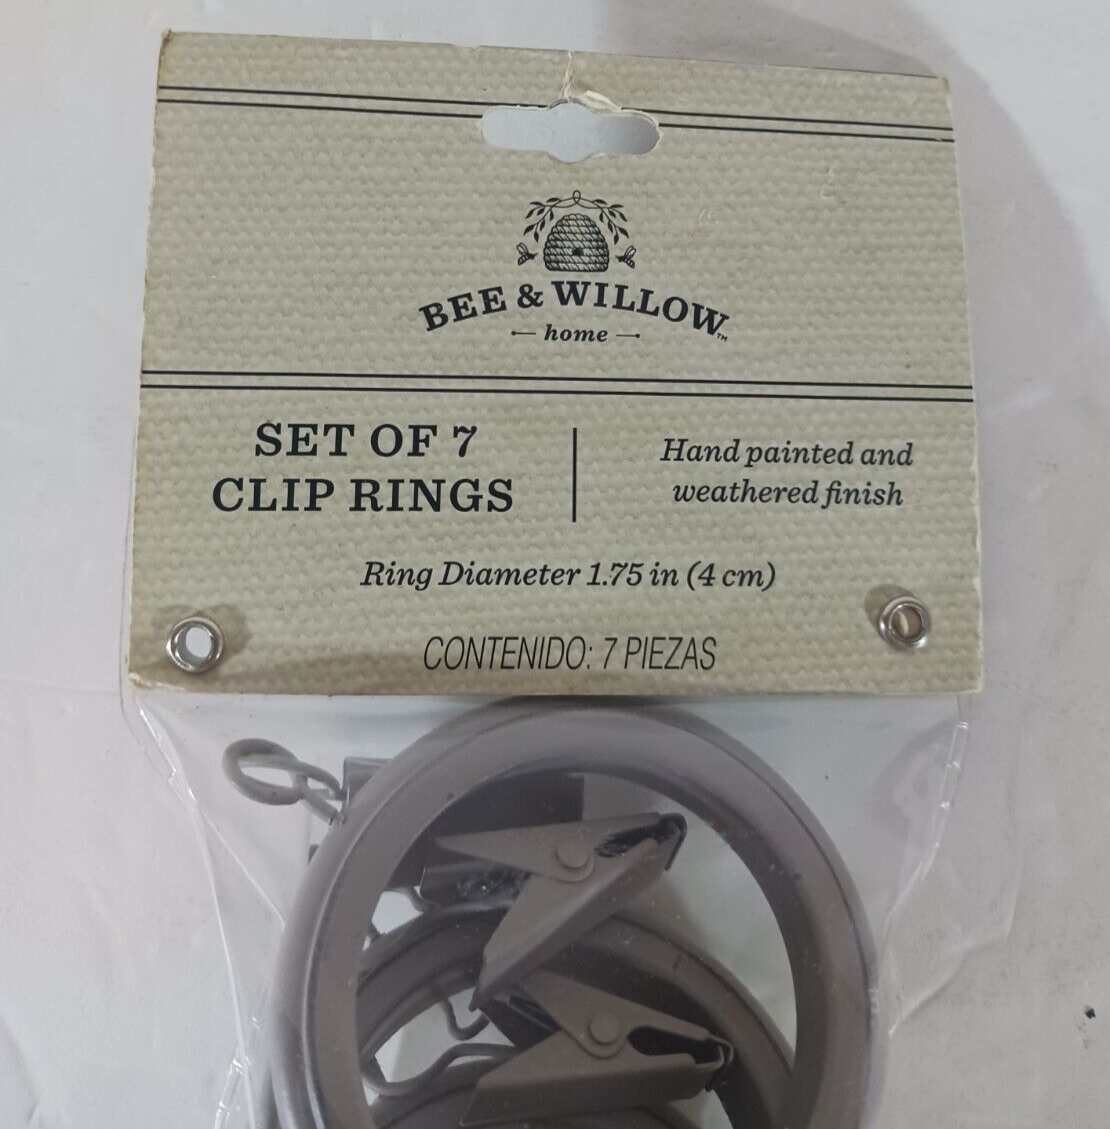 BEE & WILLOW™
home
SET OF 7
CLIP RINGS
Hand painted and
weathered finish
Ring Diameter 1.75 in (4 cm)
CONTENIDO: 7 PIEZAS